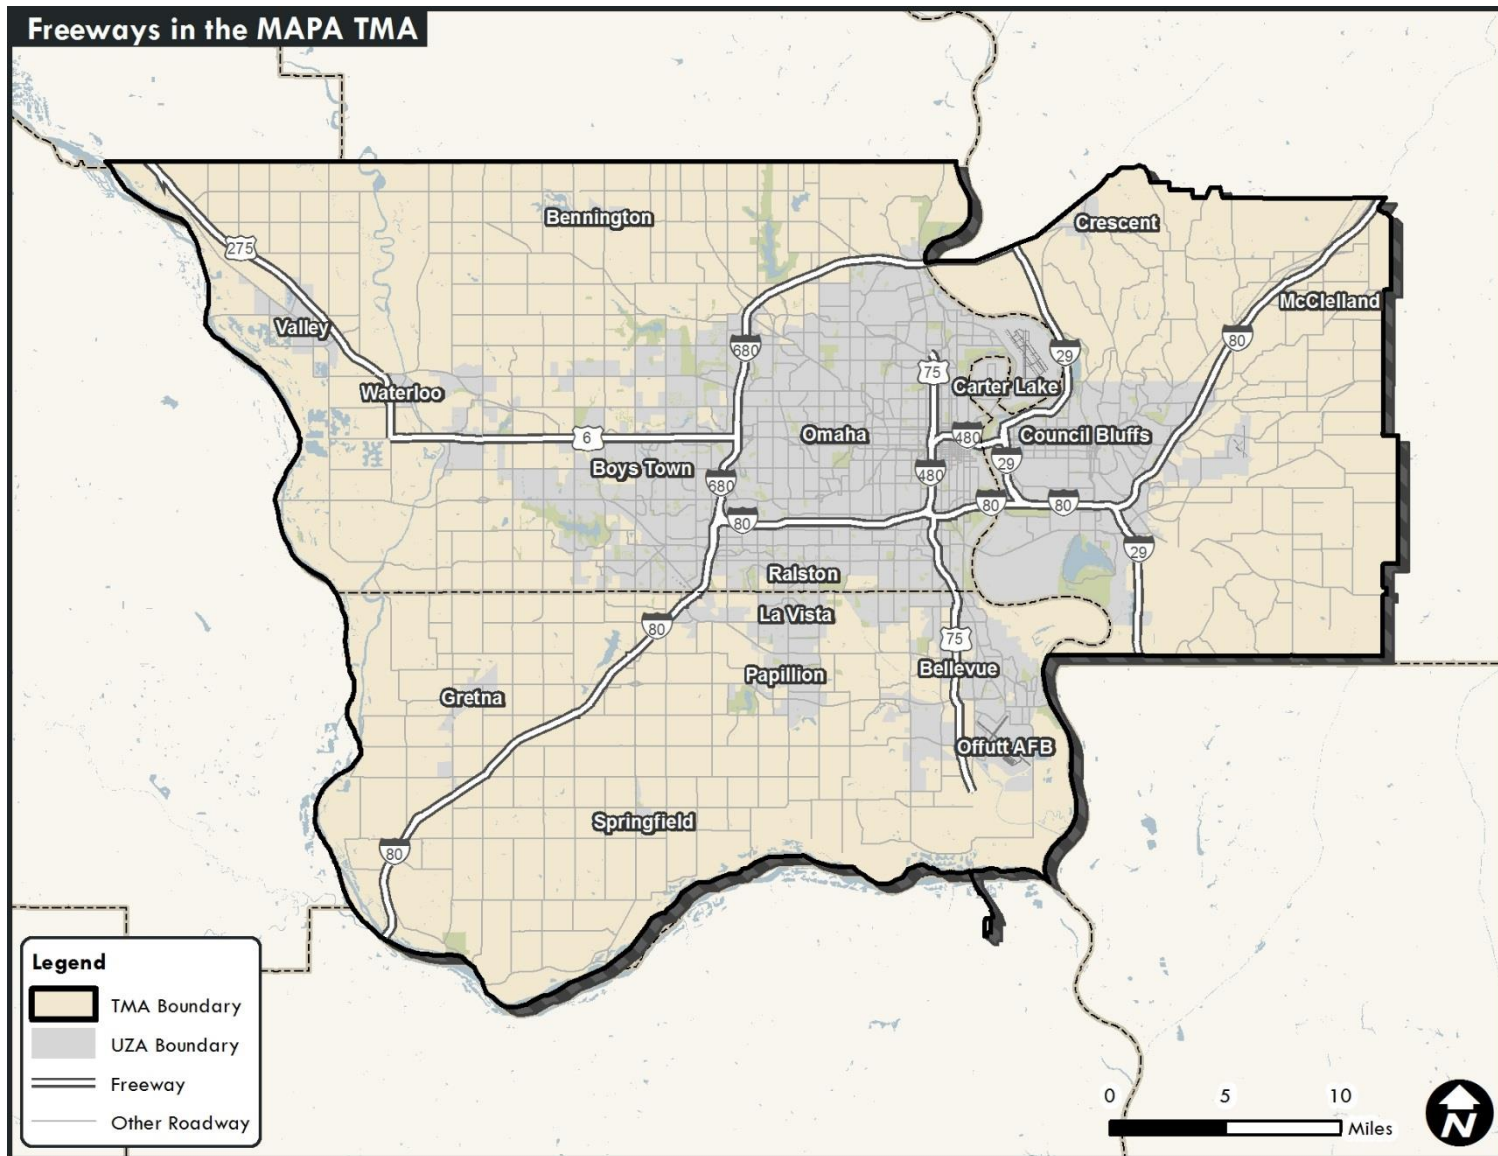 Freeways in the MAPA TMA
Bennington
Crescent
275
McClelland
Valley
80
680
29
75
Waterloo
Carter Lake
6
Omaha
480
Council Bluffs
Boys Town
29
480
680
80
80
80
29
Ralston
La Vista
80
75
Bellevue
Papillion
Gretna
Offutt AFB
Springfield
80
Legend
TMA Boundary
UZA Boundary
Freeway
Other Roadway
0 5 10
Miles
N